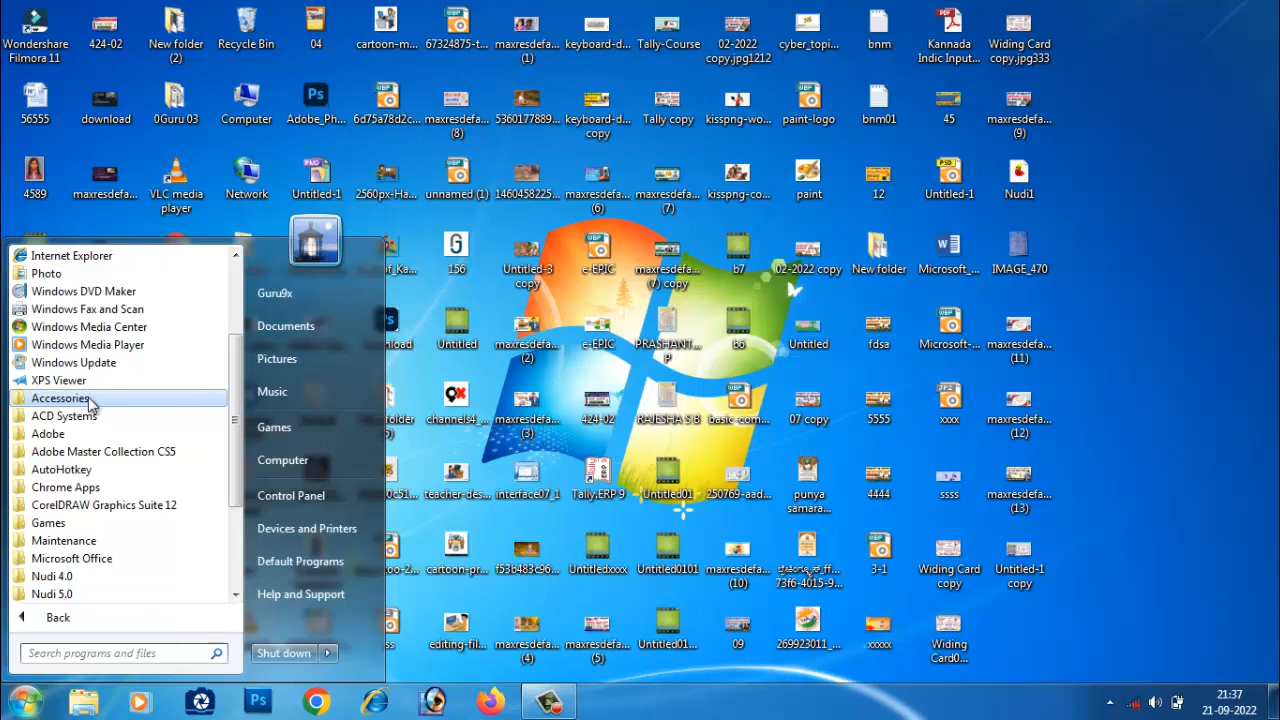 Wondershare
Filmora 11
424-02
New folder
(2)
Recycle Bin
04
cartoon-m...
67324875-t...
maxresdefa...
(1)
keyboard-d...
Tally-Course
02-2022
copy.jpg1212
cyber_topi...
bnm
Kannada
Indic Input...
Widing Card
copy.jpg333
56555
download
0Guru 03
Computer
Adobe_Ph...
6d75a78d2c...
maxresdefa...
(8)
5360177889...
keyboard-d...
copy
Tally copy
kisspng-wo...
paint-logo
bnm01
45
maxresdefa...
(9)
4589
maxresdefa...
VLC media
player
Network
Untitled-1
2560px-Ha...
unnamed (1)
1460458225...
maxresdefa...
(6)
maxresdefa...
(7)
kisspng-co...
paint
12
Untitled-1
Nudi1
156
Untitled-3
copy
e-EPIC
maxresdefa...
(7) copy
b7
02-2022 copy
New folder
Microsoft_...
IMAGE_470
Untitled
maxresdefa...
(2)
e-EPIC
PRASHANT...
P
b6
Untitled
fdsa
Microsoft-...
maxresdefa...
(11)
channels4_...
maxresdefa...
(3)
424-02
RAJESHA S B
basic-com...
07 copy
5555
xxxx
maxresdefa...
(12)
teacher-des...
interface07_1
Tally.ERP 9
Untitled01
250769-aad...
punya
samara...
4444
ssss
maxresdefa...
(13)
cartoon-pr...
f53b483c96...
Untitledxxxx
Untitled0101
maxresdefa...
(10)
73f6-4015-9...
3-1
Widing Card
copy
Untitled-1
copy
editing-fil...
maxresdefa...
(4)
maxresdefa...
(5)
Untitled01...
09
269923011_...
xxxxx
Widing
Card0...
Internet Explorer
Photo
Windows DVD Maker
Windows Fax and Scan
Windows Media Center
Windows Media Player
Windows Update
XPS Viewer
Accessories
ACD Systems
Adobe
Adobe Master Collection CS5
AutoHotkey
Chrome Apps
CorelDRAW Graphics Suite 12
Games
Maintenance
Microsoft Office
Nudi 4.0
Nudi 5.0
Back
Search programs and files
Guru9x
Documents
Pictures
Music
Games
Computer
Control Panel
Devices and Printers
Default Programs
Help and Support
Shut down
21:37
21-09-2022